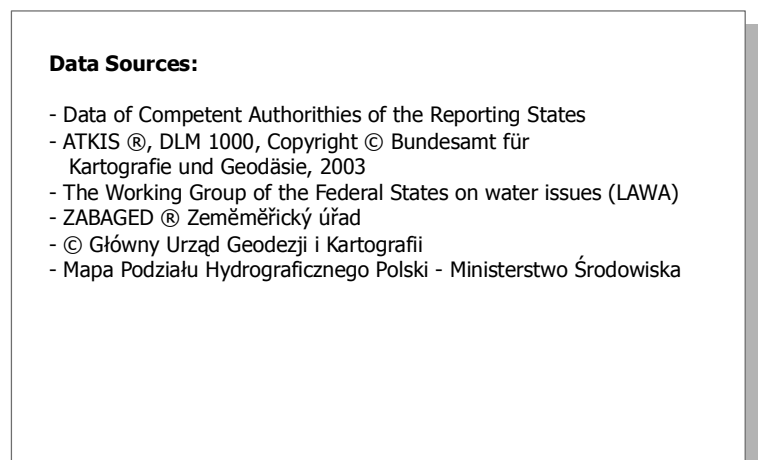 Data Sources:
- Data of Competent Authorithies of the Reporting States
- ATKIS ®, DLM 1000, Copyright © Bundesamt für
Kartografie und Geodäsie, 2003
- The Working Group of the Federal States on water issues (LAWA)
- ZABAGED ® Zeměměřický úřad
- © Główny Urząd Geodezji i Kartografii
- Mapa Podziału Hydrograficznego Polski - Ministerstwo Środowiska